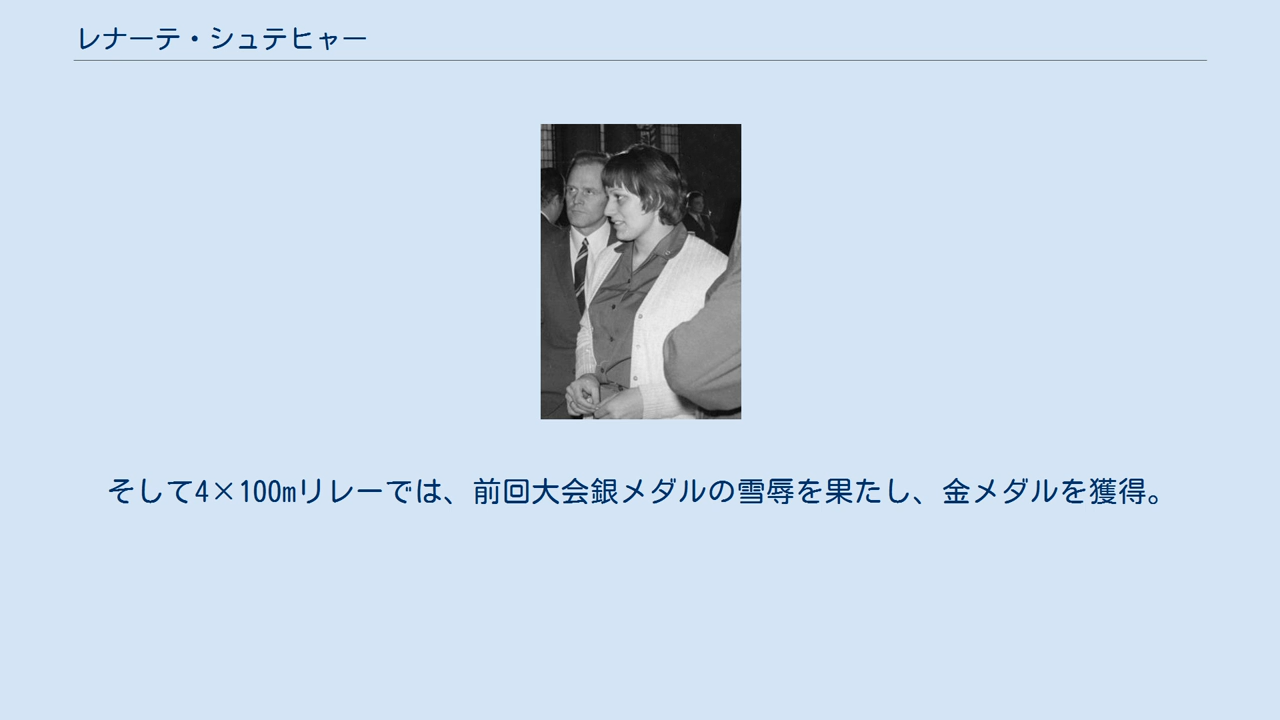 レナーテ・シュテヒャー
そして4×100mリレーでは、前回大会銀メダルの雪辱を果たし、金メダルを獲得。